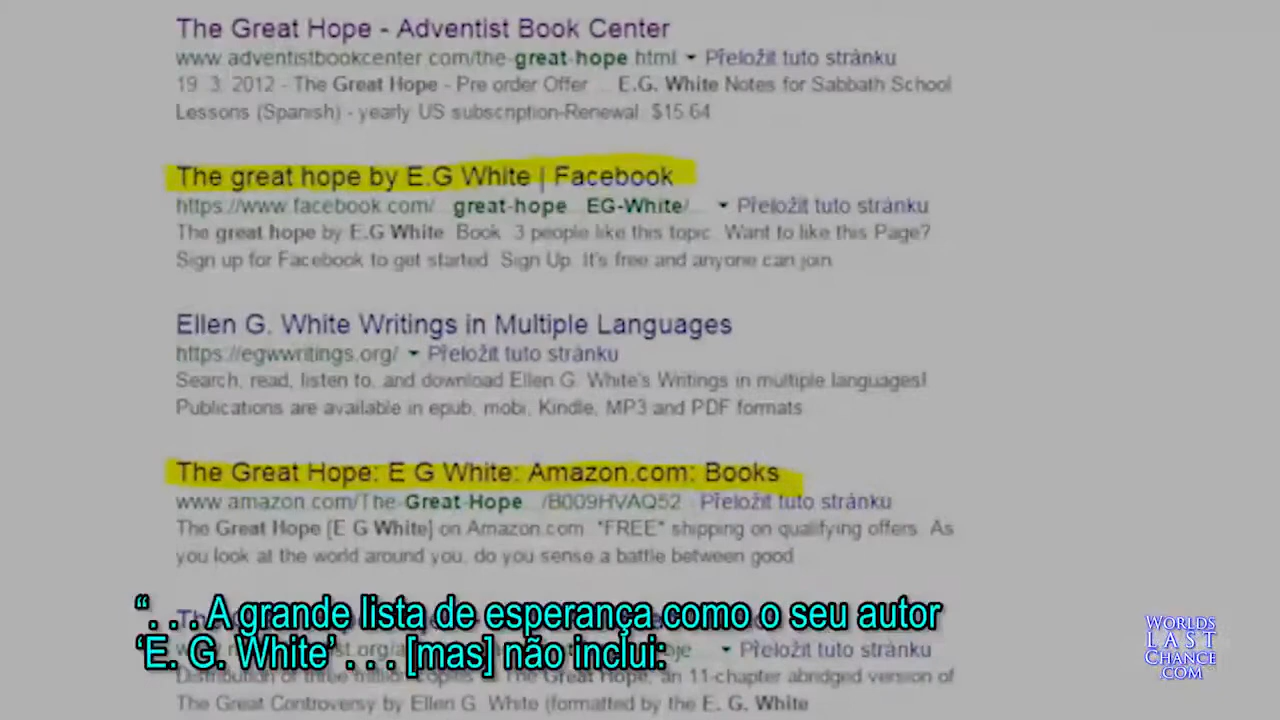 The Great Hope - Adventist Book Center
www.adventistbookcenter.com/the-great-hope.html ▾ Přeložit tuto stránku
19. 3. 2012 - The Great Hope - Pre order Offer ... E.G. White Notes for Sabbath School
Lessons (Spanish) - yearly US subscription-Renewal. $15.64
The great hope by E.G White | Facebook
https://www.facebook.com/...great-hope...EG-White/... ▾ Přeložit tuto stránku
The great hope by E.G White. Book. 3 people like this topic. Want to like this Page?
Sign up for Facebook to get started. Sign Up. It's free and anyone can join.
Ellen G. White Writings in Multiple Languages
https://egwwritings.org/ ▾ Přeložit tuto stránku
Search, read, listen to, and download Ellen G. White's Writings in multiple languages!
Publications are available in epub, mobi, Kindle, MP3 and PDF formats.
The Great Hope: E G White: Amazon.com: Books
www.amazon.com/The-Great-Hope.../B009HVAQ52 Přeložit tuto stránku
The Great Hope [E G White] on Amazon.com. *FREE* shipping on qualifying offers. As
you look at the world around you, do you sense a battle between good
“. . . A grande lista de esperança como o seu autor
‘E. G. White’ . . . [mas] não inclui:
▾ Přeložit tuto stránku
Distribution of three million copies of The Great Hope, an 11-chapter abridged version of
The Great Controversy by Ellen G. White (formatted by the E. G. White
WORLDS
LAST
CHANCE
.COM